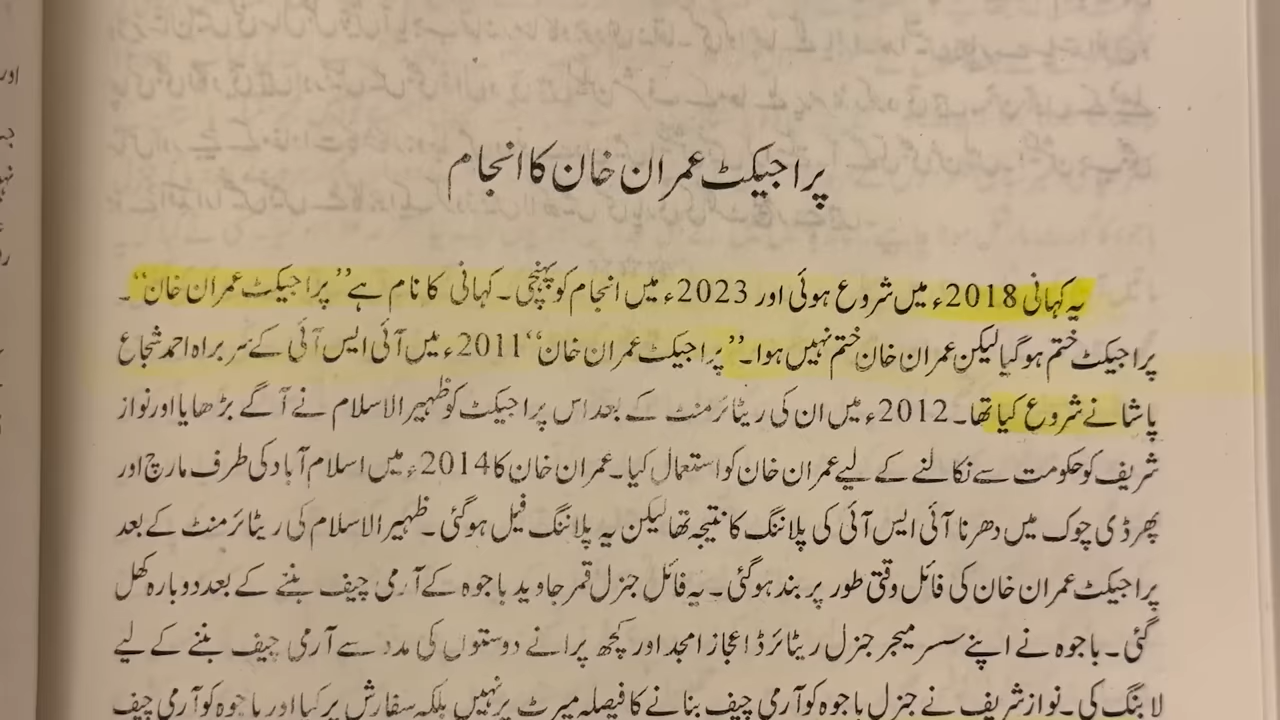 پراجیکٹ عمران خان کا انجام
یہ کہانی 2018ء میں شروع ہوئی اور 2023ء میں انجام کو پہنچی۔ کہانی کا نام ہے ’’پراجیکٹ عمران خان‘‘۔
پراجیکٹ ختم ہو گیا لیکن عمران خان ختم نہیں ہوا۔ ’’پراجیکٹ عمران خان‘‘ 2011ء میں آئی ایس آئی کے سربراہ احمد شجاع
پاشا نے شروع کیا تھا۔ 2012ء میں ان کی ریٹائرمنٹ کے بعد اس پراجیکٹ کو ظہیر الاسلام نے آگے بڑھایا اور نواز
شریف کو حکومت سے نکالنے کے لیے عمران خان کو استعمال کیا۔ عمران خان کا 2014ء میں اسلام آباد کی طرف مارچ اور
پھر ڈی چوک میں دھرنا آئی ایس آئی کی پلاننگ کا نتیجہ تھا لیکن یہ پلاننگ فیل ہو گئی۔ ظہیر الاسلام کی ریٹائرمنٹ کے بعد
پراجیکٹ عمران خان کی فائل وقتی طور پر بند ہو گئی۔ یہ فائل جنرل قمر جاوید باجوہ کے آرمی چیف بننے کے بعد دوبارہ کھل
گئی۔ باجوہ نے اپنے سسر میجر جنرل ریٹائرڈ اعجاز امجد اور کچھ پرانے دوستوں کی مدد سے آرمی چیف بننے کے لیے
لابنگ کی۔ نواز شریف نے جنرل باجوہ کو آرمی چیف بنانے کا فیصلہ میرٹ پر نہیں بلکہ سفارش پر کیا اور باجوہ کو آرمی چیف
اور